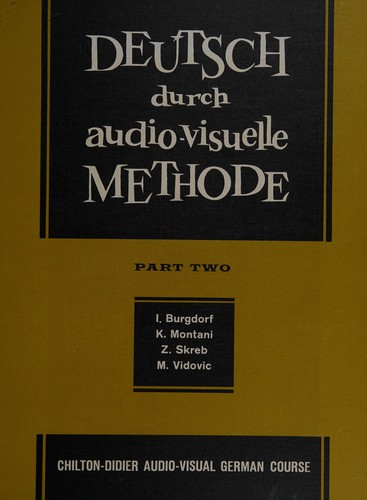 DEUTSCH
durch
audio-visuelle
METHODE
PART TWO
I. Burgdorf
K. Montani
Z. Skreb
M. Vidovic
CHILTON-DIDIER AUDIO-VISUAL GERMAN COURSE